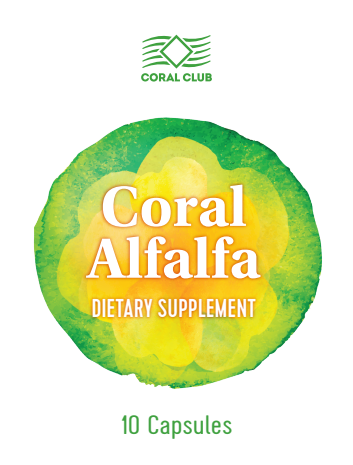 CORAL CLUB
Coral
Alfalfa
DIETARY SUPPLEMENT
10 Capsules